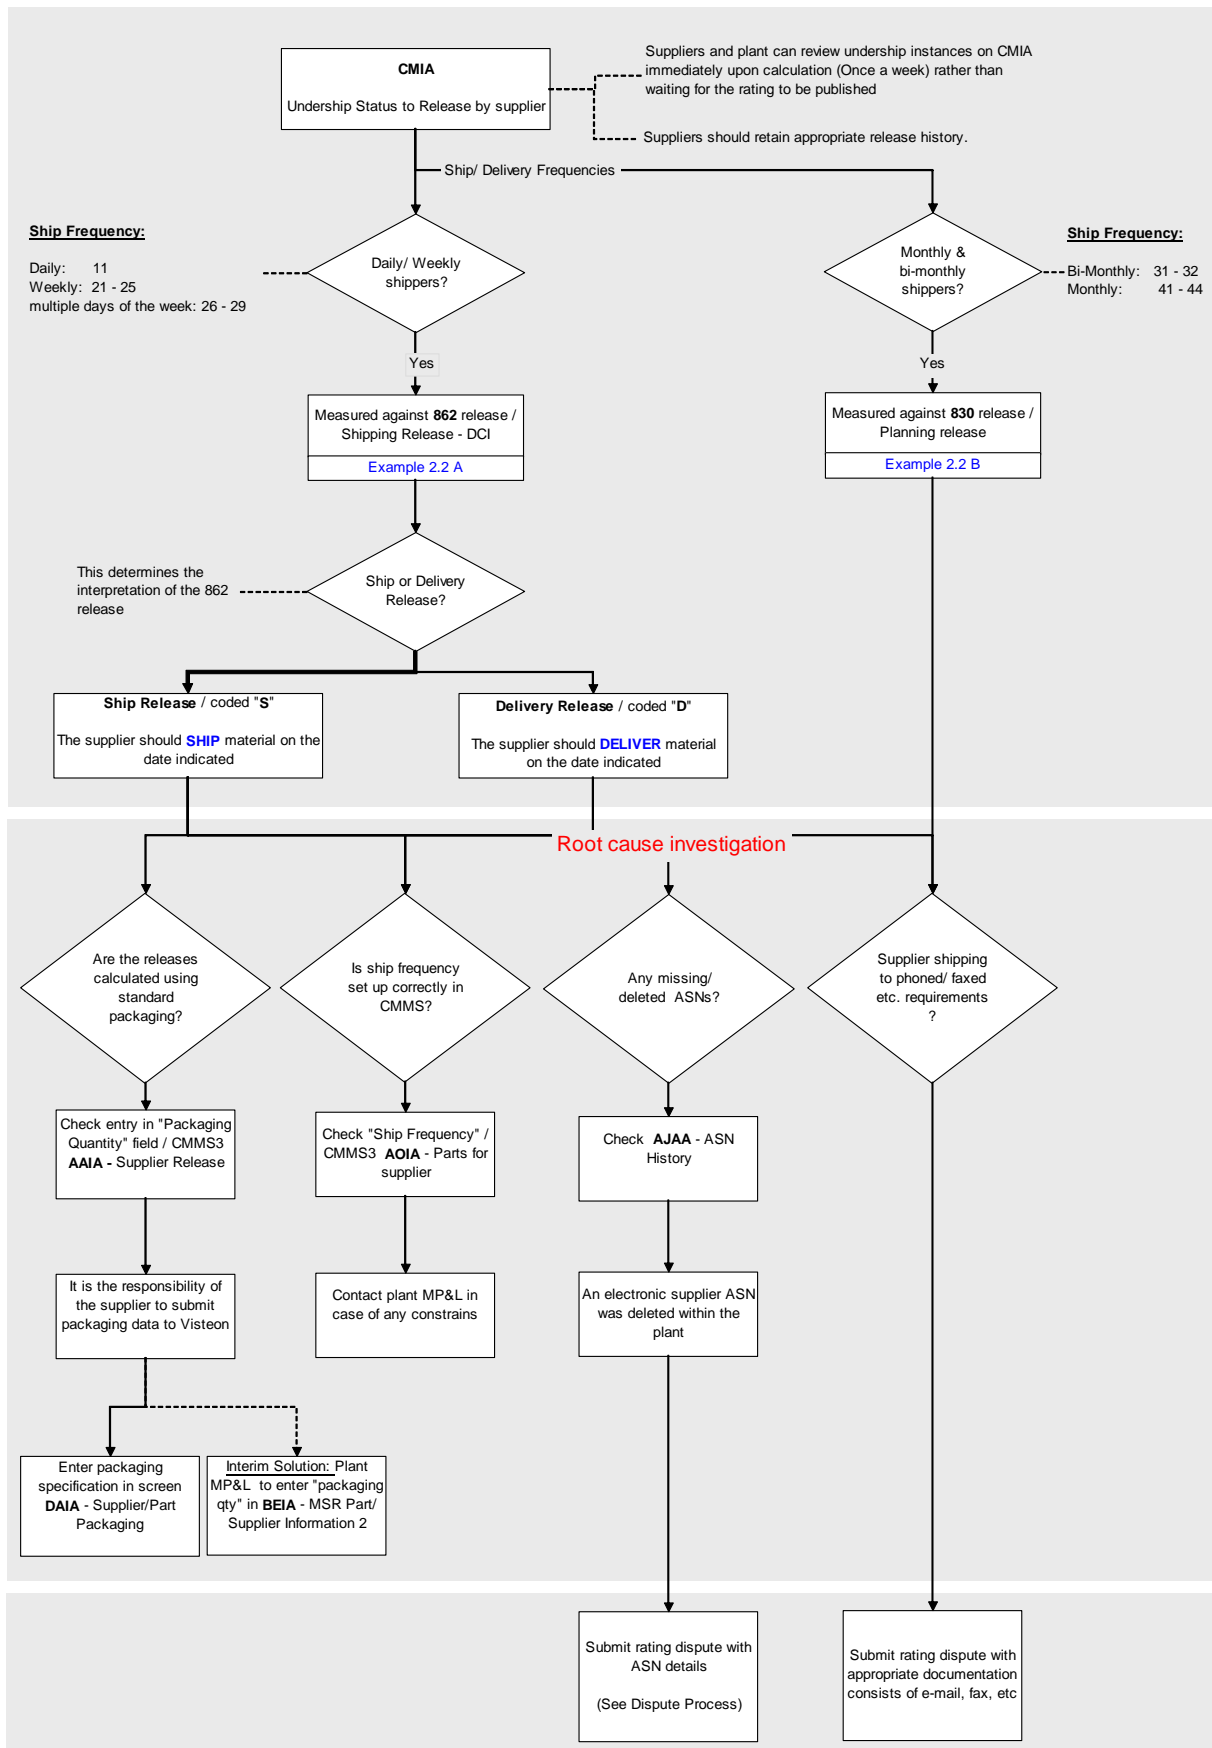 CMIA
Undership Status to Release by supplier
Suppliers and plant can review undership instances on CMIA
immediately upon calculation (Once a week) rather than
waiting for the rating to be published
Suppliers should retain appropriate release history.
Ship/ Delivery Frequencies
Ship Frequency:
Daily: 11
Weekly: 21 - 25
multiple days of the week: 26 - 29
Daily/ Weekly
shippers?
Monthly &
bi-monthly
shippers?
Ship Frequency:
Bi-Monthly: 31 - 32
Monthly: 41 - 44
Yes
Yes
Measured against 862 release /
Shipping Release - DCI
Example 2.2 A
Measured against 830 release /
Planning release
Example 2.2 B
This determines the
interpretation of the 862
release
Ship or Delivery
Release?
Ship Release / coded "S"
The supplier should SHIP material on the
date indicated
Delivery Release / coded "D"
The supplier should DELIVER material
on the date indicated
Root cause investigation
Are the releases
calculated using
standard
packaging?
Is ship frequency
set up correctly in
CMMS?
Any missing/
deleted ASNs?
Supplier shipping
to phoned/ faxed
etc. requirements
?
Check entry in "Packaging
Quantity" field / CMMS3
AAIA - Supplier Release
Check "Ship Frequency" /
CMMS3 AOIA - Parts for
supplier
Check AJAA - ASN
History
It is the responsibility of
the supplier to submit
packaging data to Visteon
Contact plant MP&L in
case of any constrains
An electronic supplier ASN
was deleted within the
plant
Enter packaging
specification in screen
DAIA - Supplier/Part
Packaging
Interim Solution: Plant
MP&L to enter "packaging
qty" in BEIA - MSR Part/
Supplier Information 2
Submit rating dispute with
ASN details
(See Dispute Process)
Submit rating dispute with
appropriate documentation
consists of e-mail, fax, etc